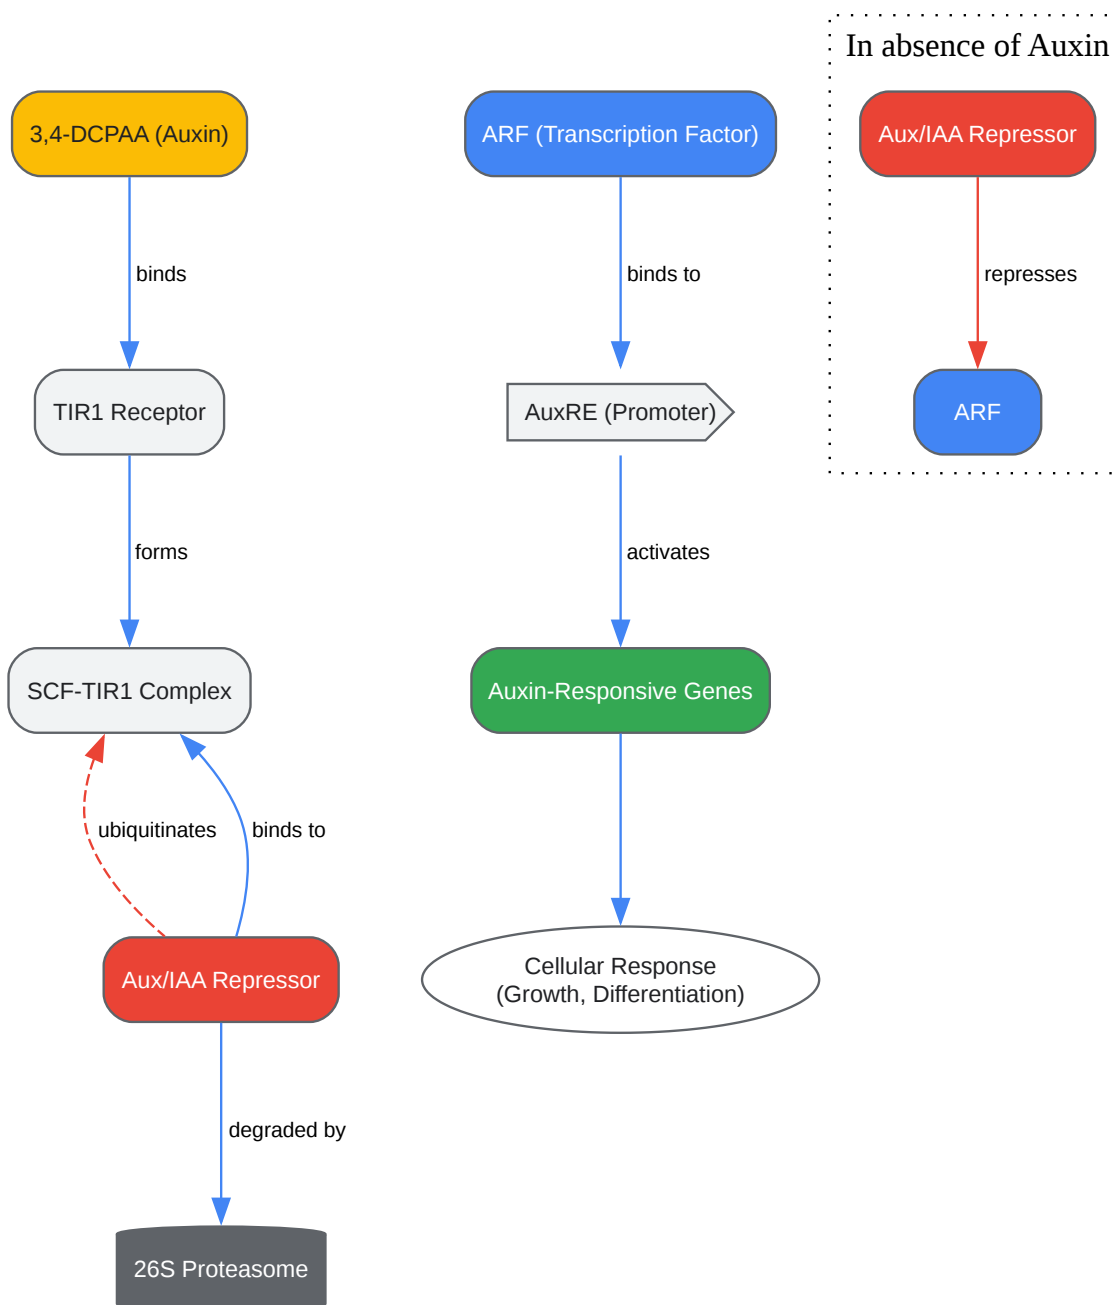 In absence of Auxin
3,4-DCPAA (Auxin)
ARF (Transcription Factor)
Aux/IAA Repressor
binds
binds to
represses
TIR1 Receptor
AuxRE (Promoter)
ARF
forms
activates
SCF-TIR1 Complex
Auxin-Responsive Genes
ubiquitinates
binds to
Aux/IAA Repressor
Cellular Response
(Growth, Differentiation)
degraded by
26S Proteasome